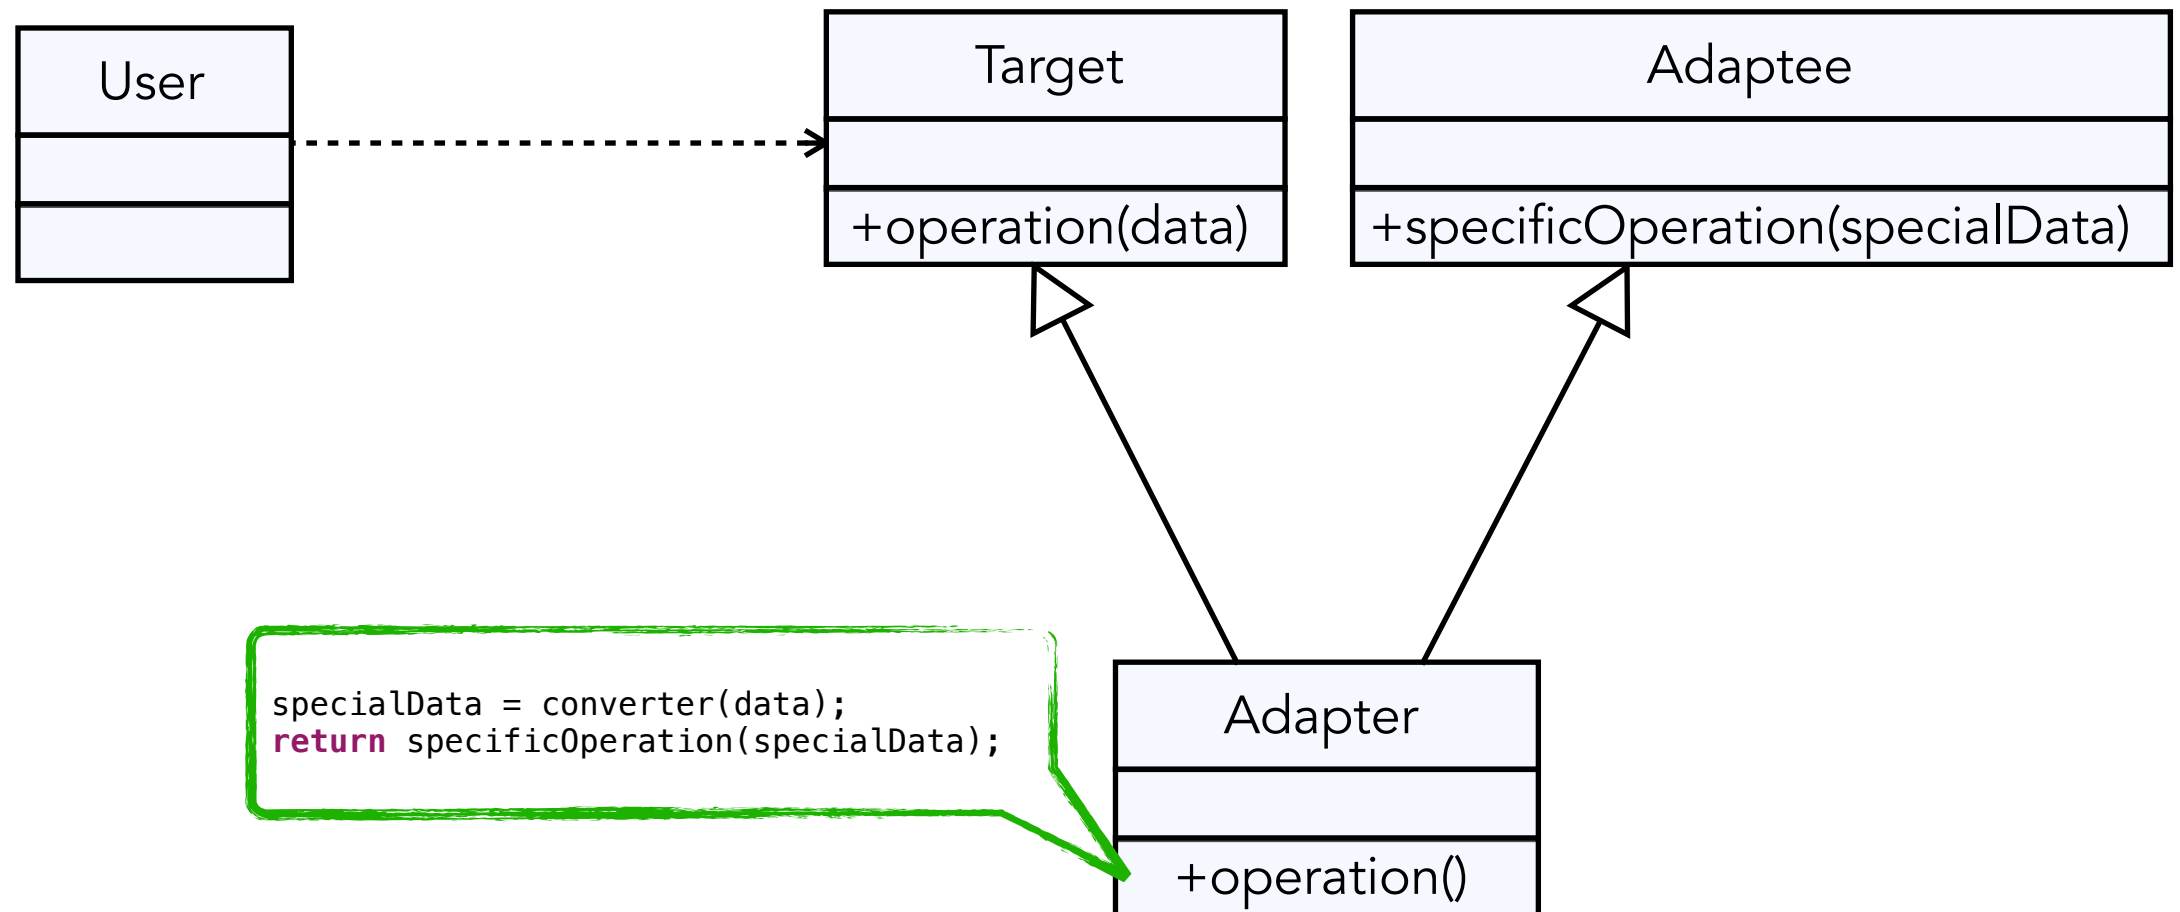 User
Target
Adaptee
+operation(data)
+specificOperation(specialData)
specialData = converter(data);
return specificOperation(specialData);
Adapter
+operation()